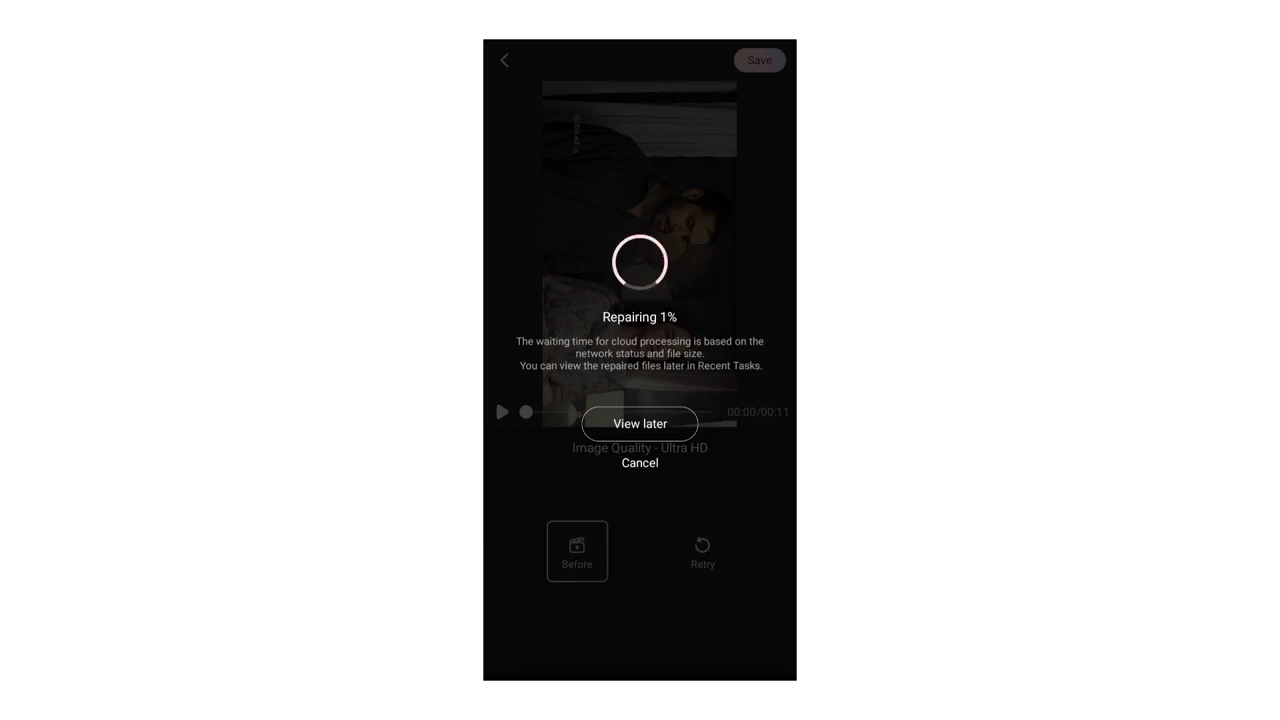 Save
Repairing 1%
The waiting time for cloud processing is based on the
network status and file size.
You can view the repaired files later in Recent Tasks.
00:00/00:11
View later
Image Quality - Ultra HD
Cancel
Before
Retry